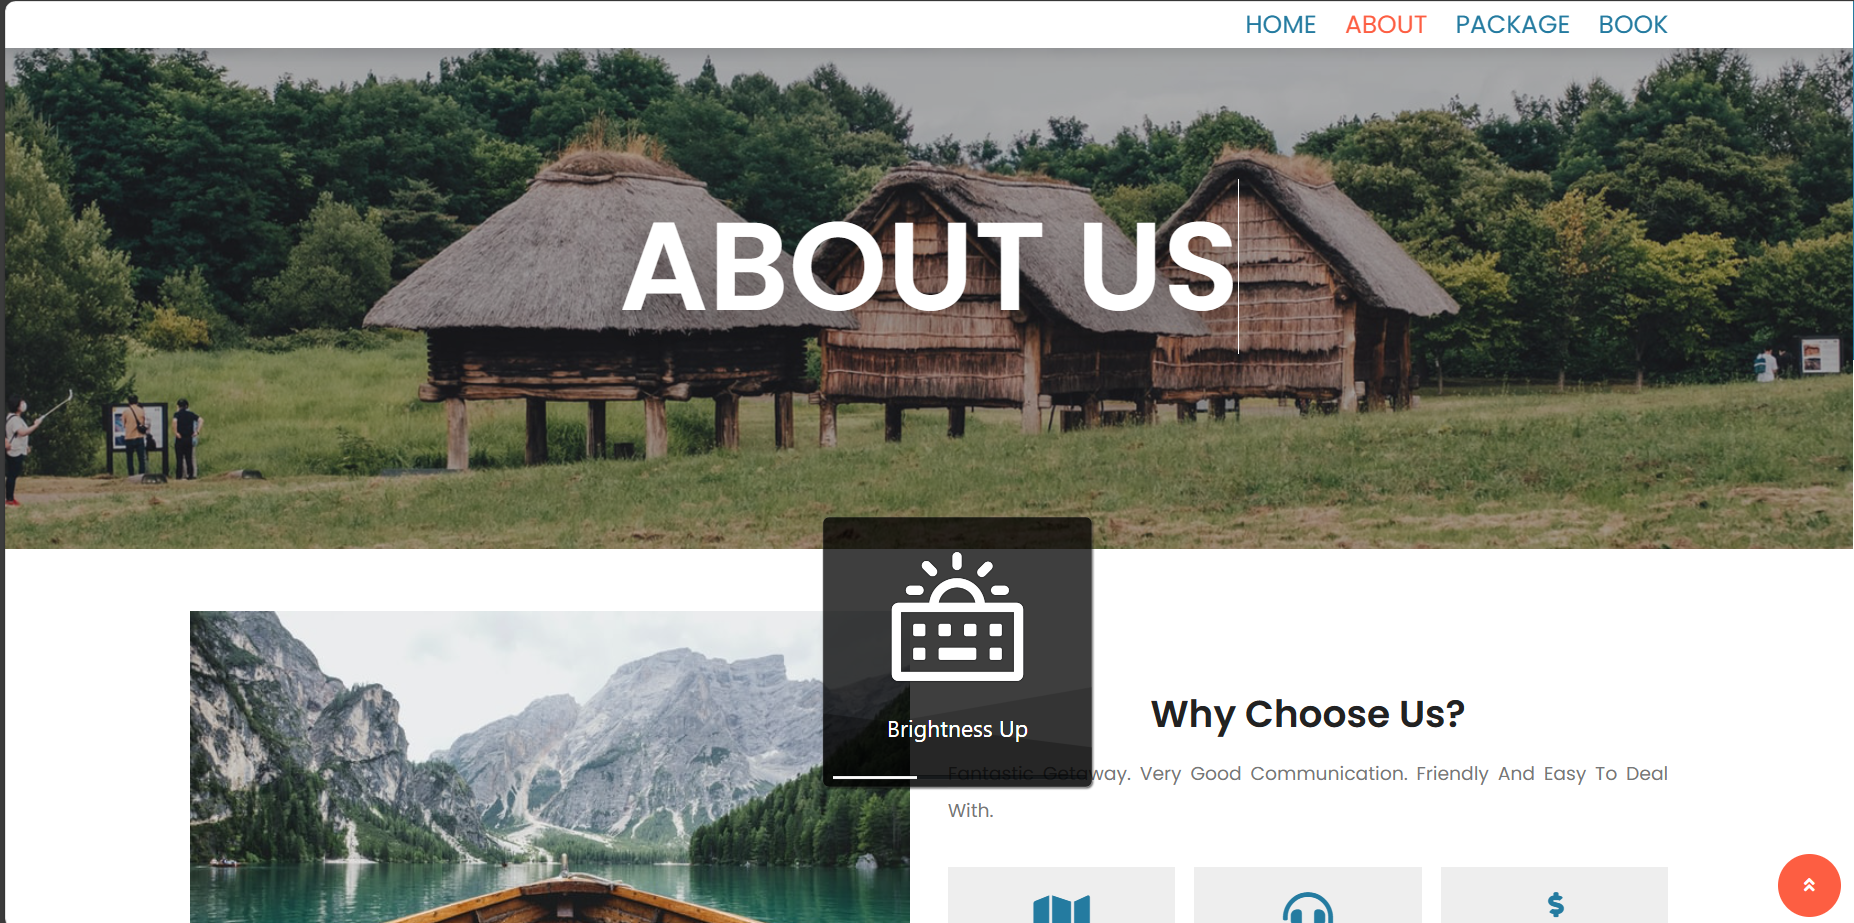 HOME ABOUT PACKAGE BOOK
ABOUT US
Brightness Up
Why Choose Us?
Fantastic Getaway. Very Good Communication. Friendly And Easy To Deal
With.